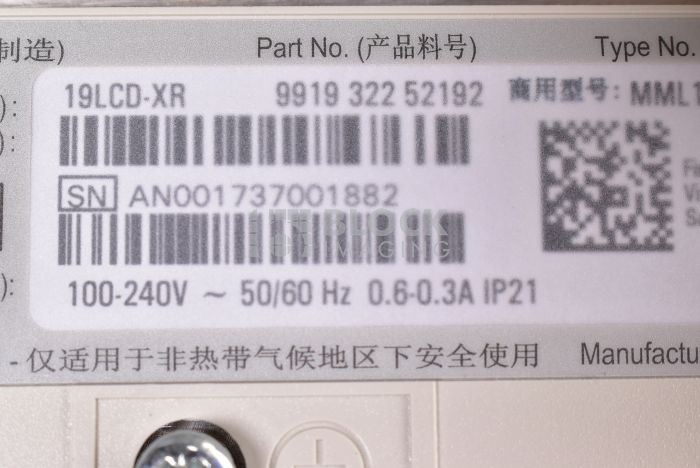 制造) Part No. (产品料号) Type No.
19LCD-XR 9919 322 52192 商用型号: MML1
SN AN001737001882
BLOCK
IMAGING
100-240V ~ 50/60 Hz 0.6-0.3A IP21
- 仅适用于非热带气候地区下安全使用 Manufactu